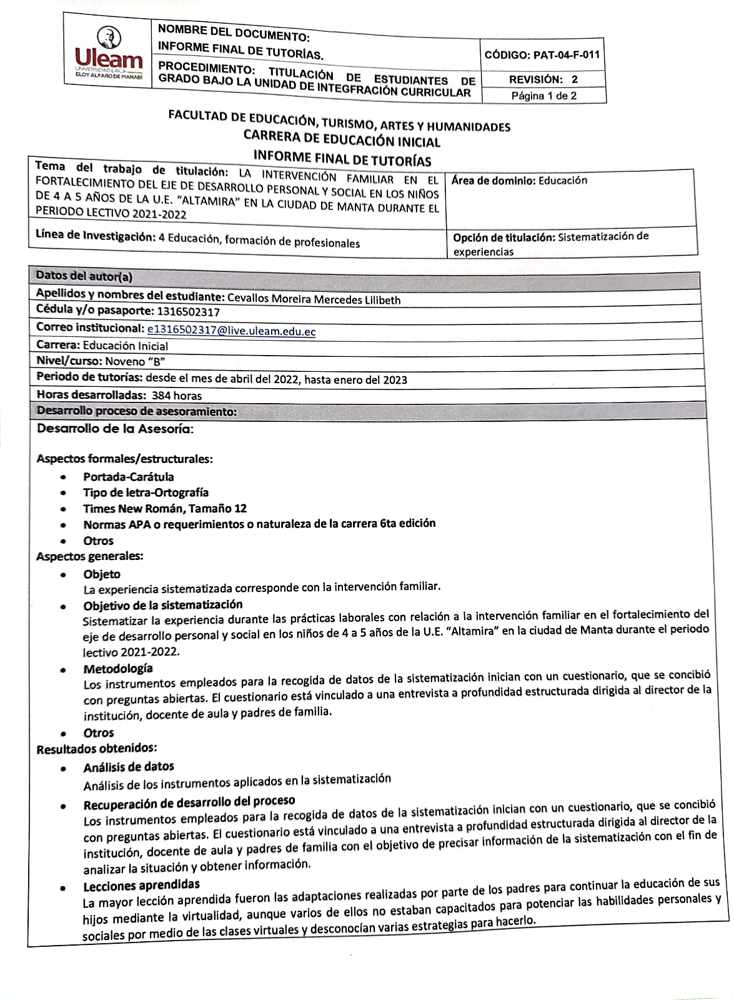 Uleam
UNIVERSIDAD LAICA
ELOY ALFARO DE MANABÍ
NOMBRE DEL DOCUMENTO:
INFORME FINAL DE TUTORÍAS.
PROCEDIMIENTO: TITULACIÓN DE ESTUDIANTES DE
GRADO BAJO LA UNIDAD DE INTEGFRACIÓN CURRICULAR
CÓDIGO: PAT-04-F-011
REVISIÓN: 2
Página 1 de 2
FACULTAD DE EDUCACIÓN, TURISMO, ARTES Y HUMANIDADES
CARRERA DE EDUCACIÓN INICIAL
INFORME FINAL DE TUTORÍAS
Tema del trabajo de titulación: LA INTERVENCIÓN FAMILIAR EN EL
FORTALECIMIENTO DEL EJE DE DESARROLLO PERSONAL Y SOCIAL EN LOS NIÑOS
DE 4 A 5 AÑOS DE LA U.E. “ALTAMIRA” EN LA CIUDAD DE MANTA DURANTE EL
PERIODO LECTIVO 2021-2022
Área de dominio: Educación
Línea de Investigación: 4 Educación, formación de profesionales
Opción de titulación: Sistematización de
experiencias
Datos del autor(a)
Apellidos y nombres del estudiante: Cevallos Moreira Mercedes Lilibeth
Cédula y/o pasaporte: 1316502317
Correo institucional: e1316502317@live.uleam.edu.ec
Carrera: Educación Inicial
Nivel/curso: Noveno “B”
Periodo de tutorías: desde el mes de abril del 2022, hasta enero del 2023
Horas desarrolladas: 384 horas
Desarrollo proceso de asesoramiento:
Desarrollo de la Asesoría:
Aspectos formales/estructurales:
• Portada-Carátula
• Tipo de letra-Ortografía
• Times New Román, Tamaño 12
• Normas APA o requerimientos o naturaleza de la carrera 6ta edición
• Otros
Aspectos generales:
• Objeto
La experiencia sistematizada corresponde con la intervención familiar.
• Objetivo de la sistematización
Sistematizar la experiencia durante las prácticas laborales con relación a la intervención familiar en el fortalecimiento del
eje de desarrollo personal y social en los niños de 4 a 5 años de la U.E. “Altamira” en la ciudad de Manta durante el periodo
lectivo 2021-2022.
• Metodología
Los instrumentos empleados para la recogida de datos de la sistematización inician con un cuestionario, que se concibió
con preguntas abiertas. El cuestionario está vinculado a una entrevista a profundidad estructurada dirigida al director de la
institución, docente de aula y padres de familia.
• Otros
Resultados obtenidos:
• Análisis de datos
Análisis de los instrumentos aplicados en la sistematización
• Recuperación de desarrollo del proceso
Los instrumentos empleados para la recogida de datos de la sistematización inician con un cuestionario, que se concibió
con preguntas abiertas. El cuestionario está vinculado a una entrevista a profundidad estructurada dirigida al director de la
institución, docente de aula y padres de familia con el objetivo de precisar información de la sistematización con el fin de
analizar la situación y obtener información.
• Lecciones aprendidas
La mayor lección aprendida fueron las adaptaciones realizadas por parte de los padres para continuar la educación de sus
hijos mediante la virtualidad, aunque varios de ellos no estaban capacitados para potenciar las habilidades personales y
sociales por medio de las clases virtuales y desconocían varias estrategias para hacerlo.